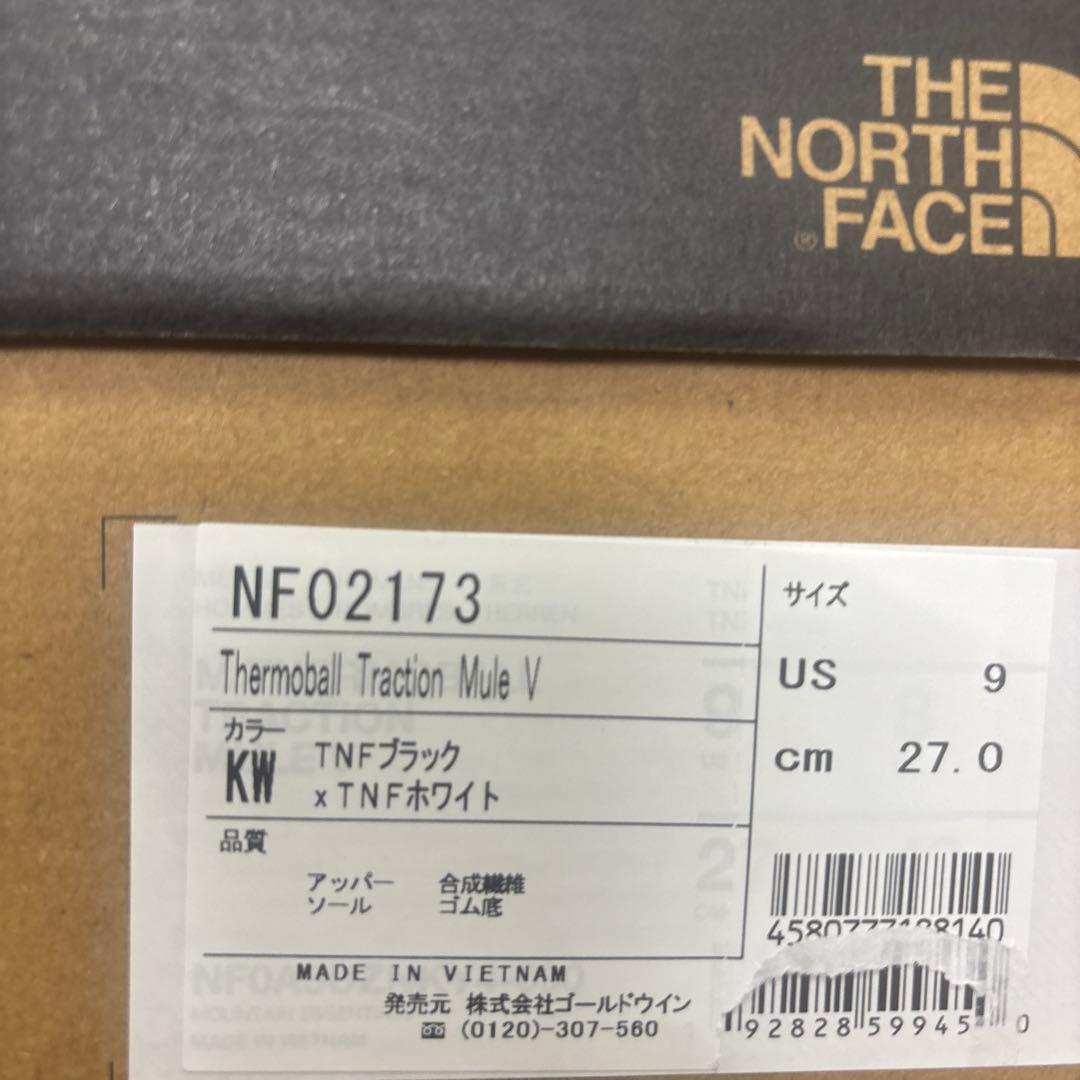 THE
NORTH
FACE
®
NF02173
Thermoball Traction Mule V
カラー
KW TNFブラック
xTNFホワイト
品質
アッパー 合成繊維
ソール ゴム底
MADE IN VIETNAM
発売元 株式会社ゴールドウイン
(0120)-307-560
サイズ
US 9
cm 27.0
4580777198140
1 92828 59945 0